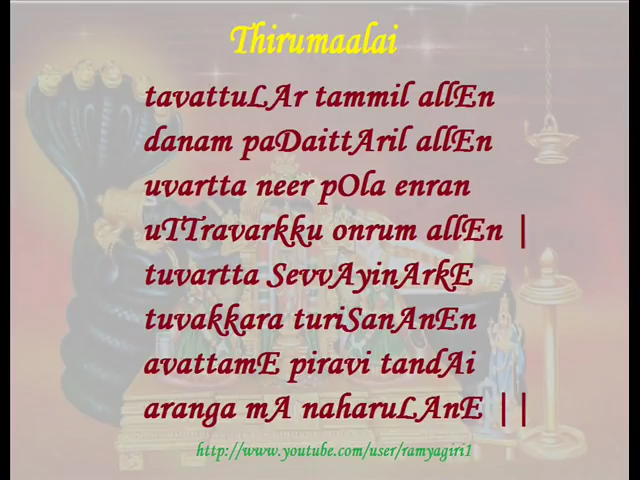 Thirumaalai
tavattuLAr tammil allEn
danam paDaittAril allEn
uvartta neer pOla enran
uTTravarkku onrum allEn |
tuvartta SevvAyinArkE
tuvakkara turiSanAnEn
avattamE piravi tandAi
aranga mA naharuLAnE ||
http://www.youtube.com/user/ramyagiri1